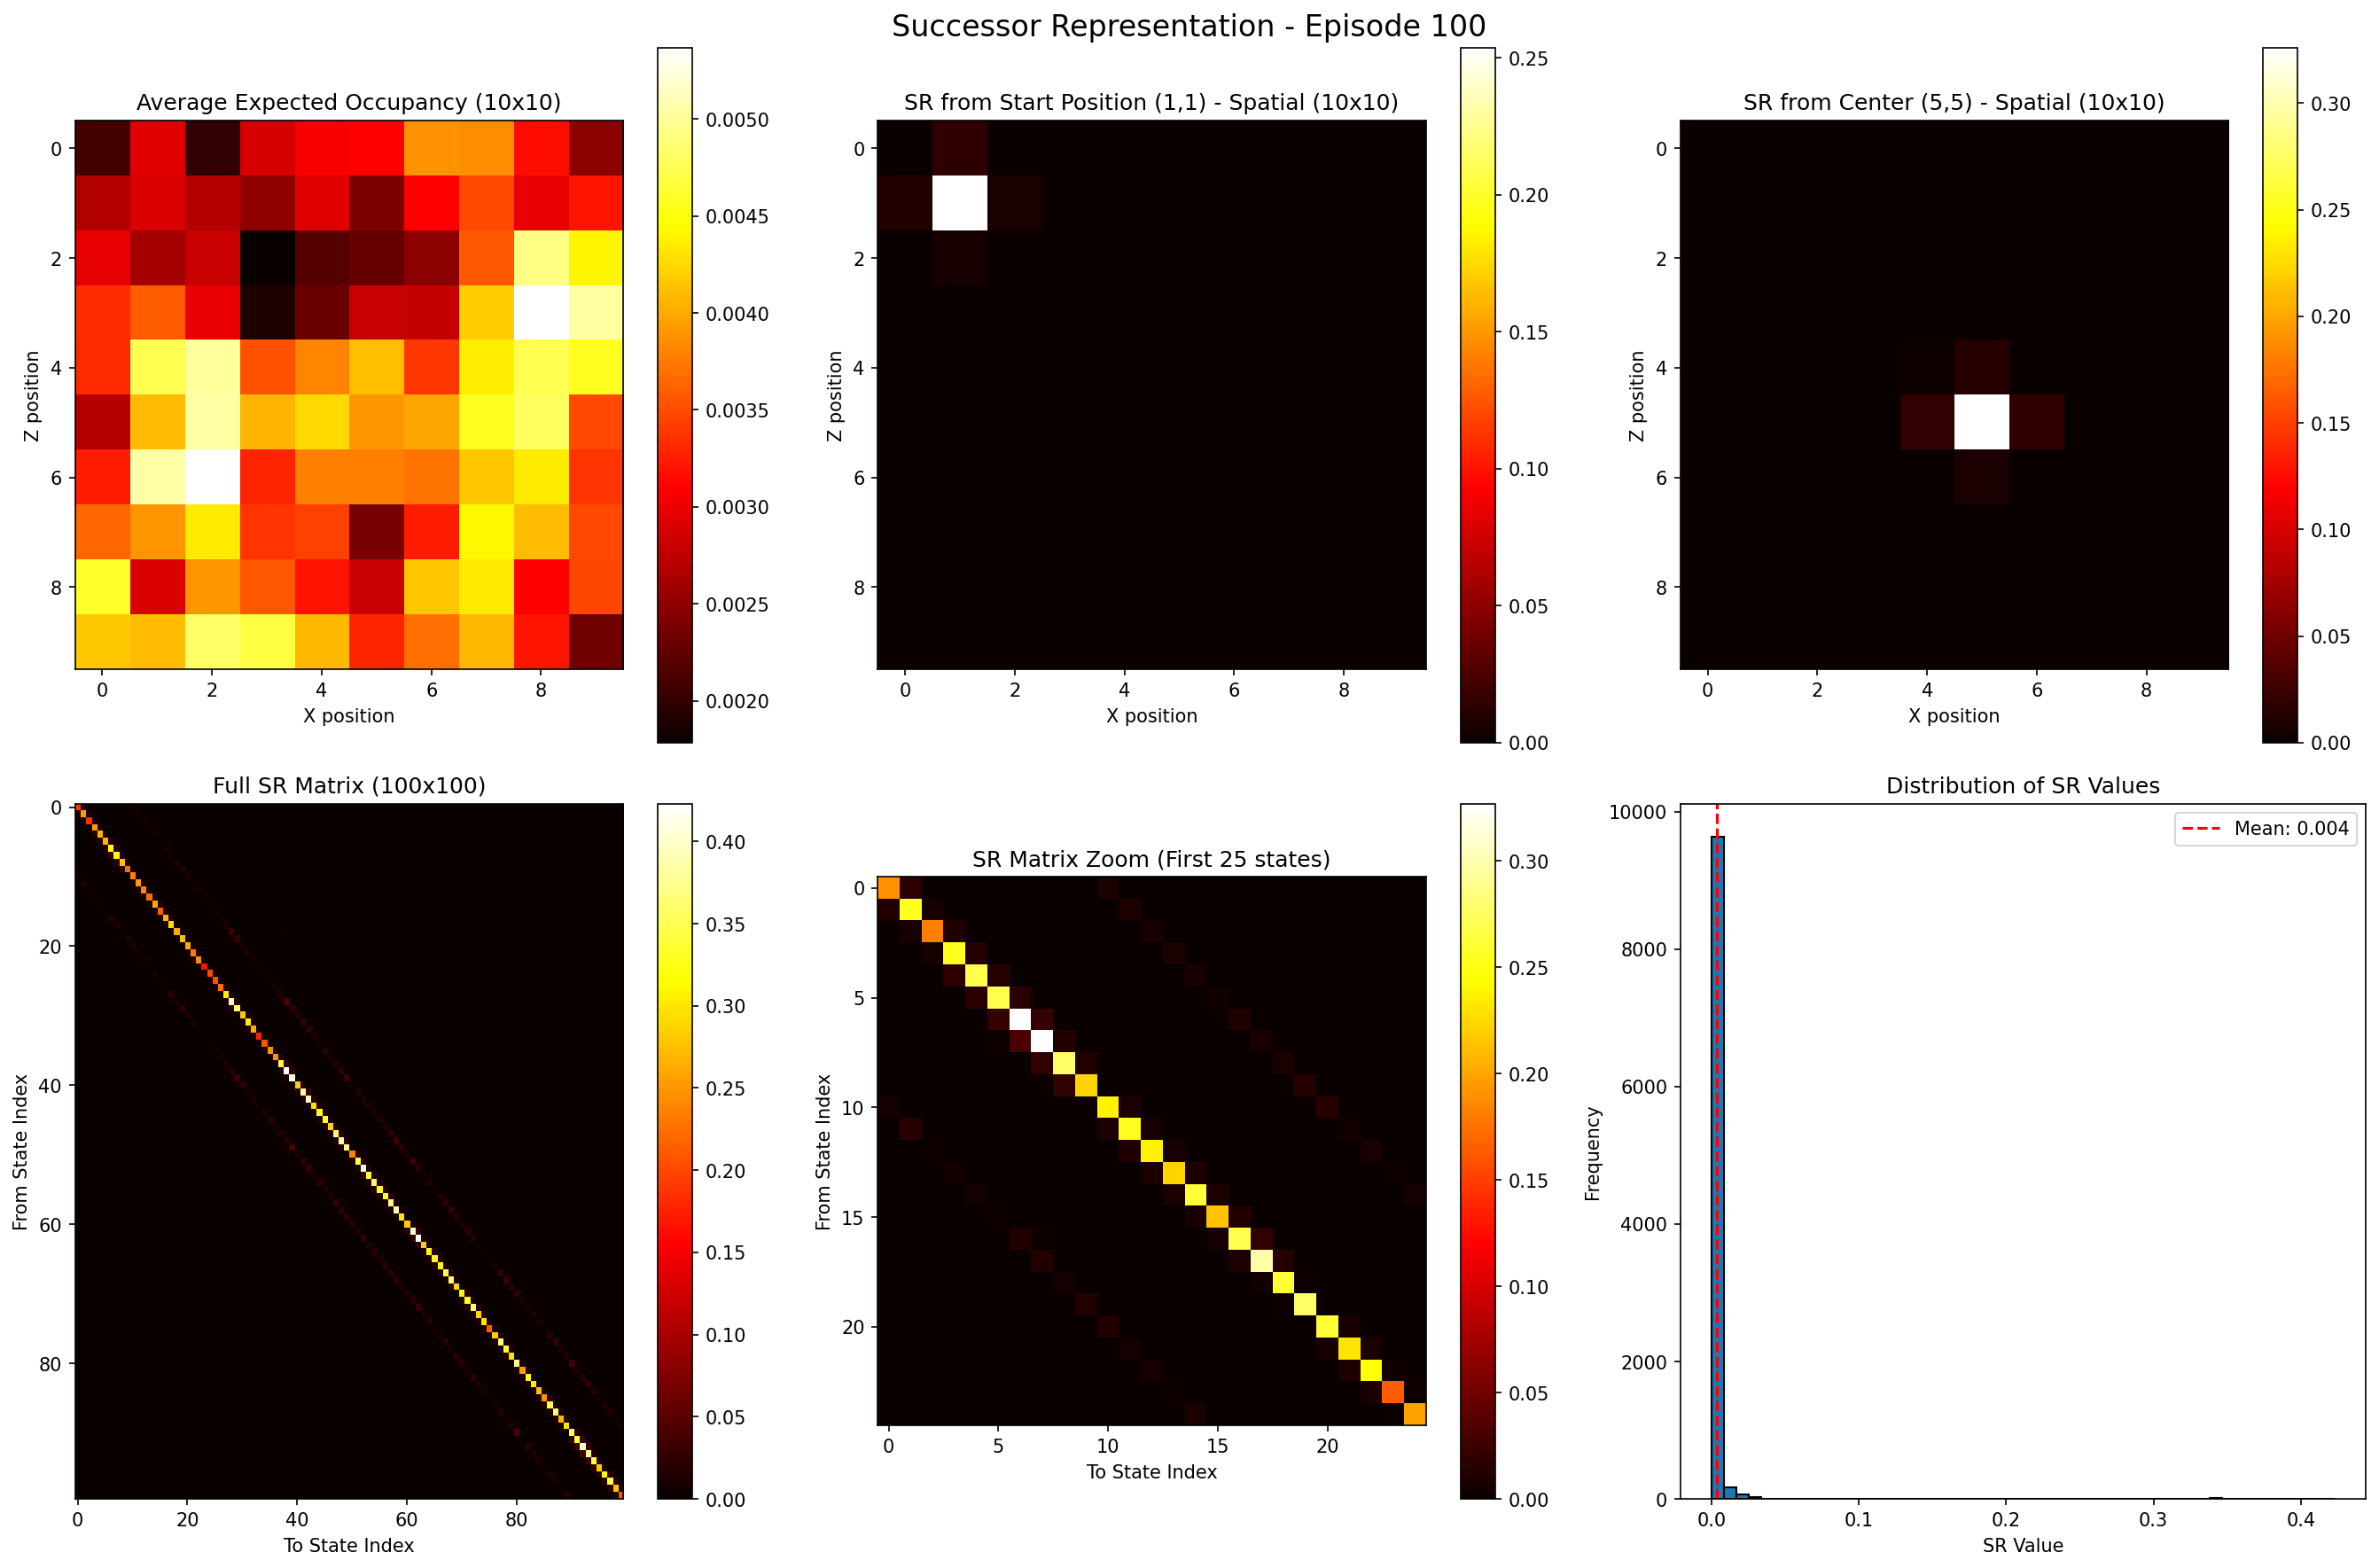 Successor Representation - Episode 100
Average Expected Occupancy (10x10)
Z position
0
2
4
6
8
0 2 4 6 8
X position
0.0050
0.0045
0.0040
0.0035
0.0030
0.0025
0.0020
SR from Start Position (1,1) - Spatial (10x10)
Z position
0
2
4
6
8
0 2 4 6 8
X position
0.25
0.20
0.15
0.10
0.05
0.00
SR from Center (5,5) - Spatial (10x10)
Z position
0
2
4
6
8
0 2 4 6 8
X position
0.30
0.25
0.20
0.15
0.10
0.05
0.00
Full SR Matrix (100x100)
From State Index
0
20
40
60
80
0 20 40 60 80
To State Index
0.40
0.35
0.30
0.25
0.20
0.15
0.10
0.05
0.00
SR Matrix Zoom (First 25 states)
From State Index
0
5
10
15
20
0 5 10 15 20
To State Index
0.30
0.25
0.20
0.15
0.10
0.05
0.00
Distribution of SR Values
Mean: 0.004
Frequency
10000
8000
6000
4000
2000
0
0.0 0.1 0.2 0.3 0.4
SR Value